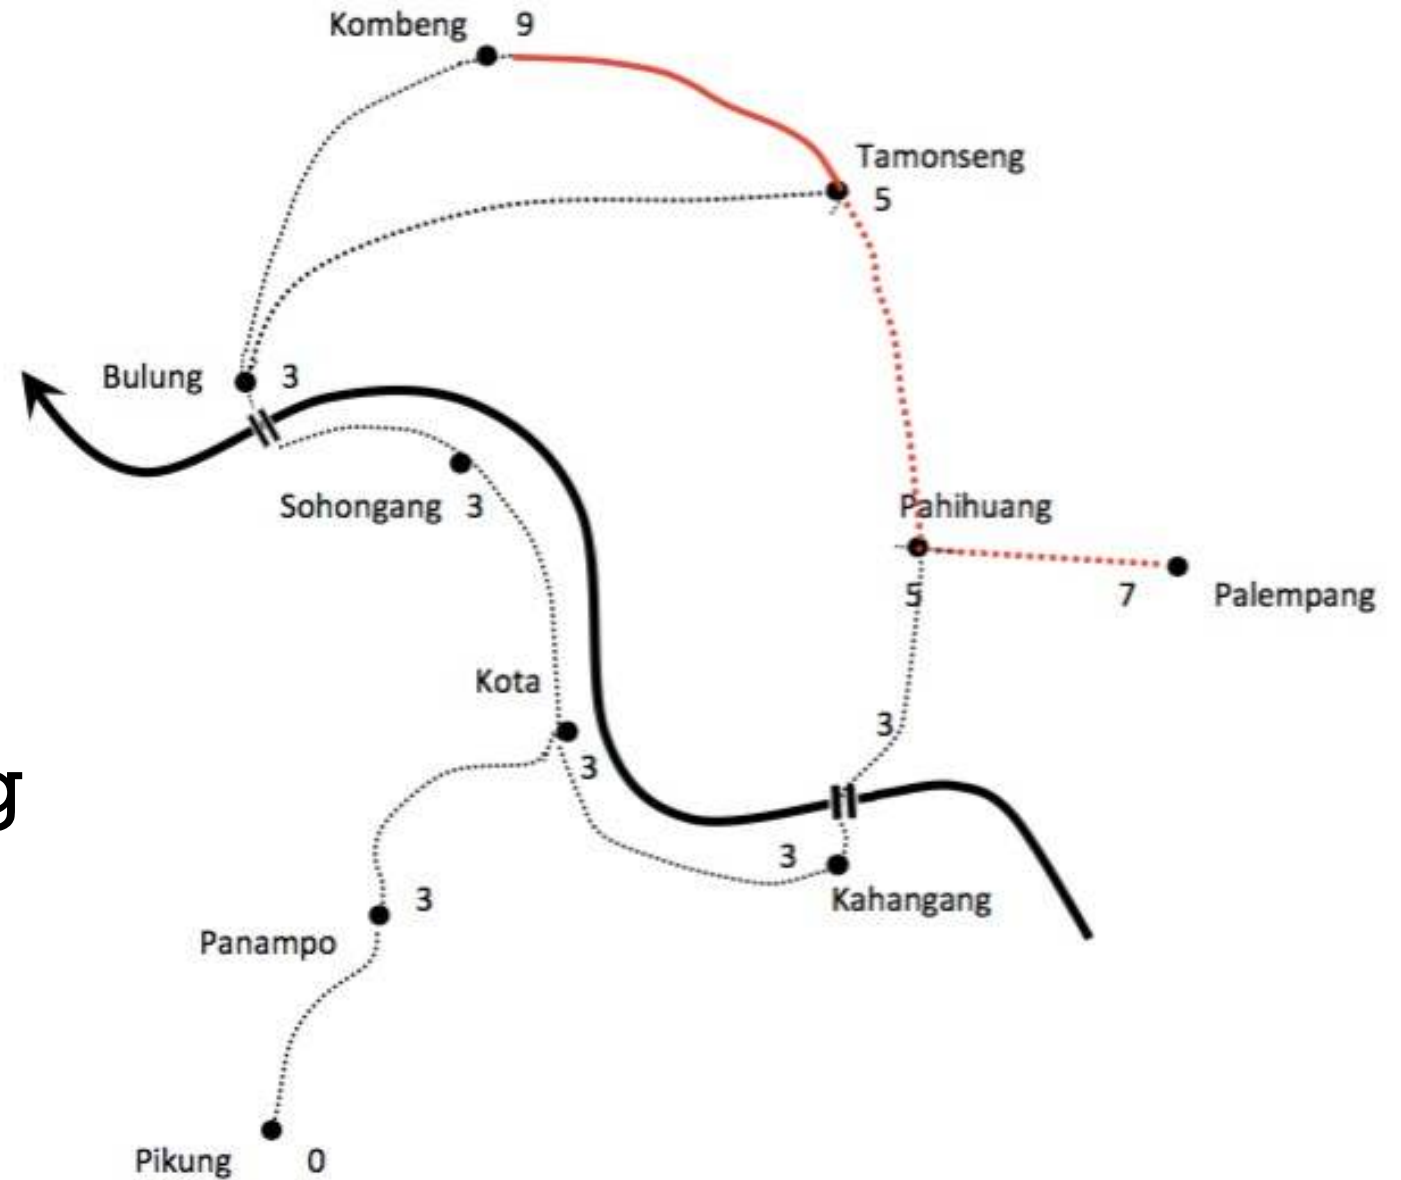 Kombeng 9
Tamonseng
5
Bulung 3
Sohongang 3
Pahihuang
5 7 Palempang
Kota
3
3
g
3
Kahangang
3
Panampo
Pikung 0